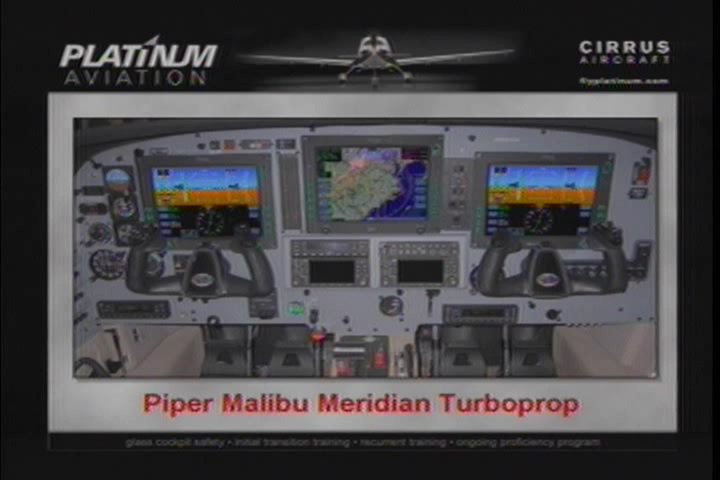 PLATINUM
AVIATION
CIRRUS
AIRCRAFT
flyplatinum.com
Piper Malibu Meridian Turboprop
glass cockpit safety • initial transition training • recurrent training • ongoing proficiency program